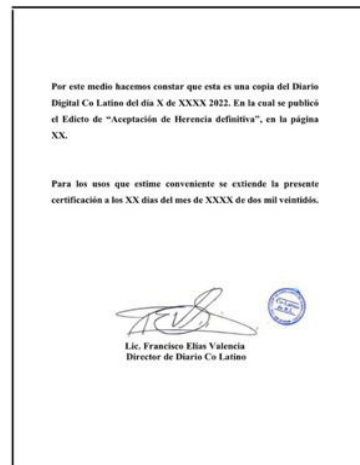 Por este medio hacemos constar que esta es una copia del Diario
Digital Co Latino del día X de XXXX 2022. En la cual se publicó
el Edicto de “Aceptación de Herencia definitiva”, en la página
XX.
Para los usos que estime conveniente se extiende la presente
certificación a los XX días del mes de XXXX de dos mil veintidós.
Co Latino
de R.L.
Lic. Francisco Elías Valencia
Director de Diario Co Latino